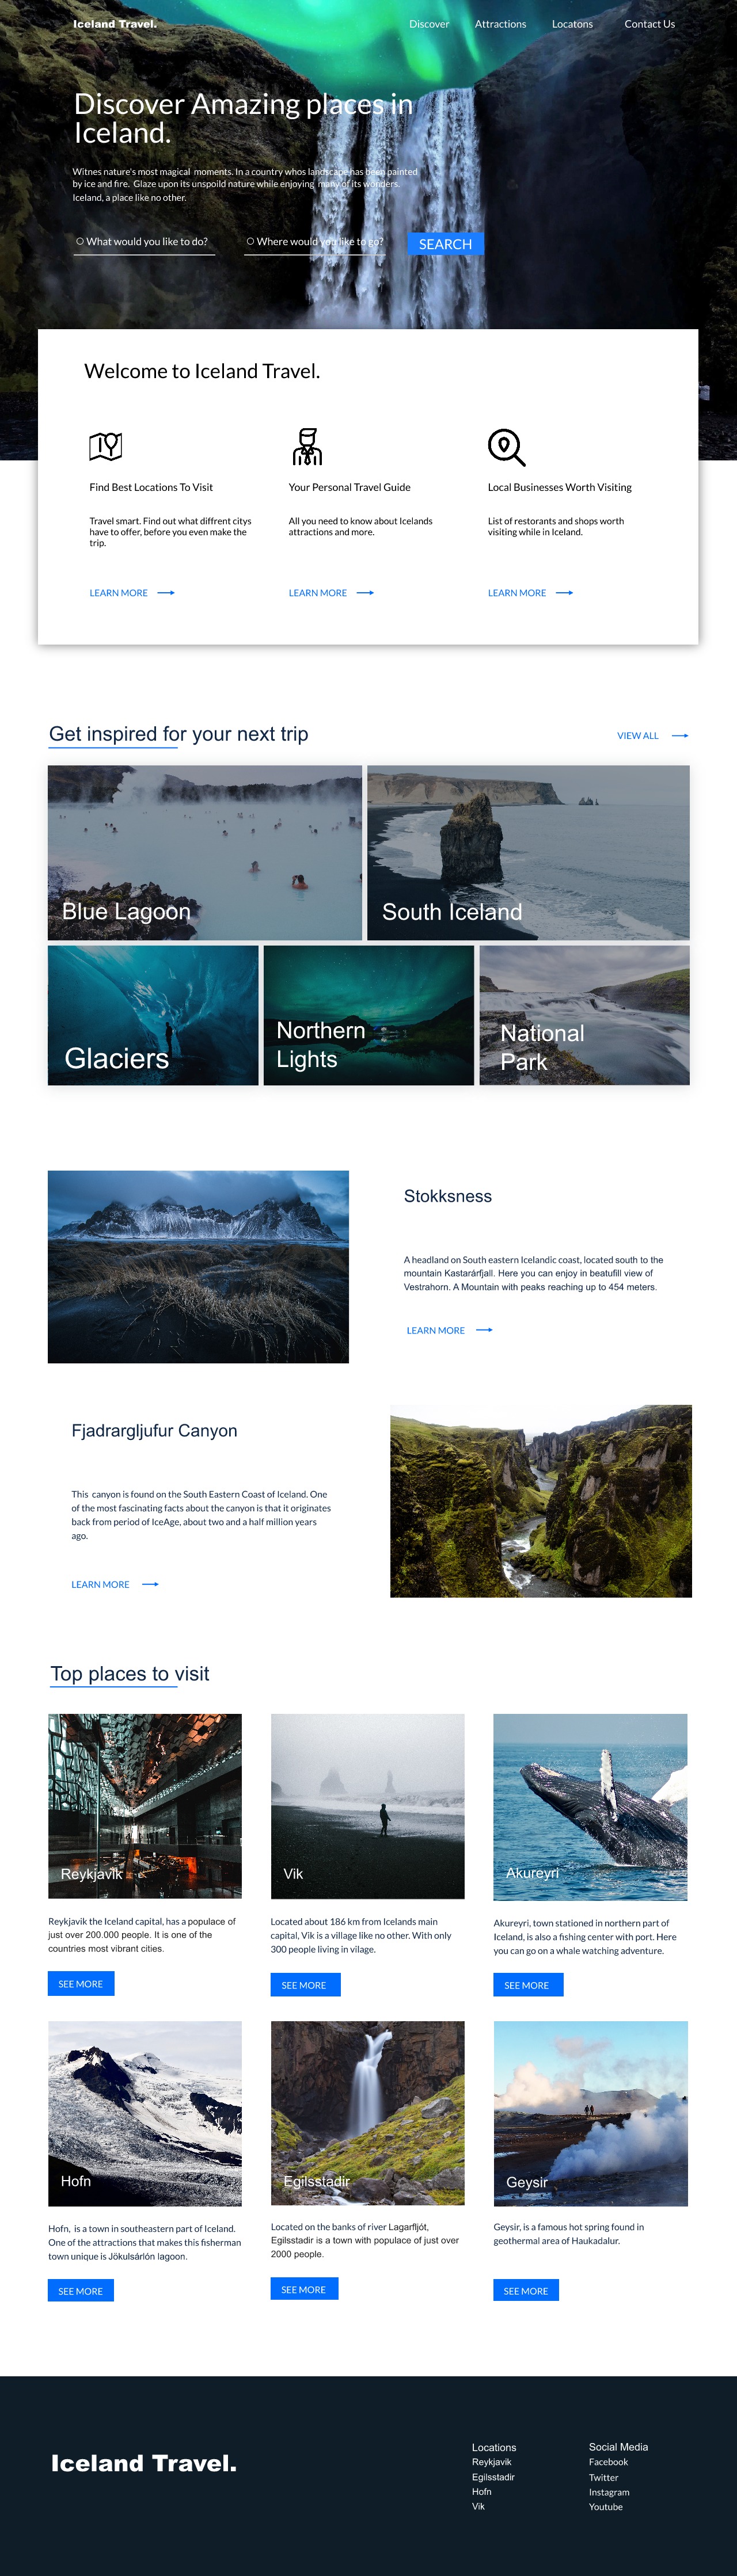 Iceland Travel.
Discover
Attractions
Locatons
Contact Us
Discover Amazing places in
Iceland.
Witnes nature's most magical moments. In a country whos landscape has been painted
by ice and fire. Glaze upon its unspoild nature while enjoying many of its wonders.
Iceland, a place like no other.
What would you like to do?
Where would you like to go?
SEARCH
Welcome to Iceland Travel.
Find Best Locations To Visit
Travel smart. Find out what diffrent citys
have to offer, before you even make the
trip.
LEARN MORE
Your Personal Travel Guide
All you need to know about Icelands
attractions and more.
LEARN MORE
Local Businesses Worth Visiting
List of restorants and shops worth
visiting while in Iceland.
LEARN MORE
Get inspired for your next trip
VIEW ALL
Blue Lagoon
South Iceland
Glaciers
Northern
Lights
National
Park
Stokksness
A headland on South eastern Icelandic coast, located south to the
mountain Kastarárfjall. Here you can enjoy in beatufill view of
Vestrahorn. A Mountain with peaks reaching up to 454 meters.
LEARN MORE
Fjadrargljufur Canyon
This canyon is found on the South Eastern Coast of Iceland. One
of the most fascinating facts about the canyon is that it originates
back from period of IceAge, about two and a half million years
ago.
LEARN MORE
Top places to visit
Reykjavik
Reykjavik the Iceland capital, has a populace of
just over 200.000 people. It is one of the
countries most vibrant cities.
SEE MORE
Vik
Located about 186 km from Icelands main
capital, Vik is a village like no other. With only
300 people living in vilage.
SEE MORE
Akureyri
Akureyri, town stationed in northern part of
Iceland, is also a fishing center with port. Here
you can go on a whale watching adventure.
SEE MORE
Hofn
Hofn, is a town in southeastern part of Iceland.
One of the attractions that makes this fisherman
town unique is Jökulsárlón lagoon.
SEE MORE
Egilsstadir
Located on the banks of river Lagarfljót,
Egilsstadir is a town with populace of just over
2000 people.
SEE MORE
Geysir
Geysir, is a famous hot spring found in
geothermal area of Haukadalur.
SEE MORE
Iceland Travel.
Locations
Reykjavik
Egilsstadir
Hofn
Vik
Social Media
Facebook
Twitter
Instagram
Youtube